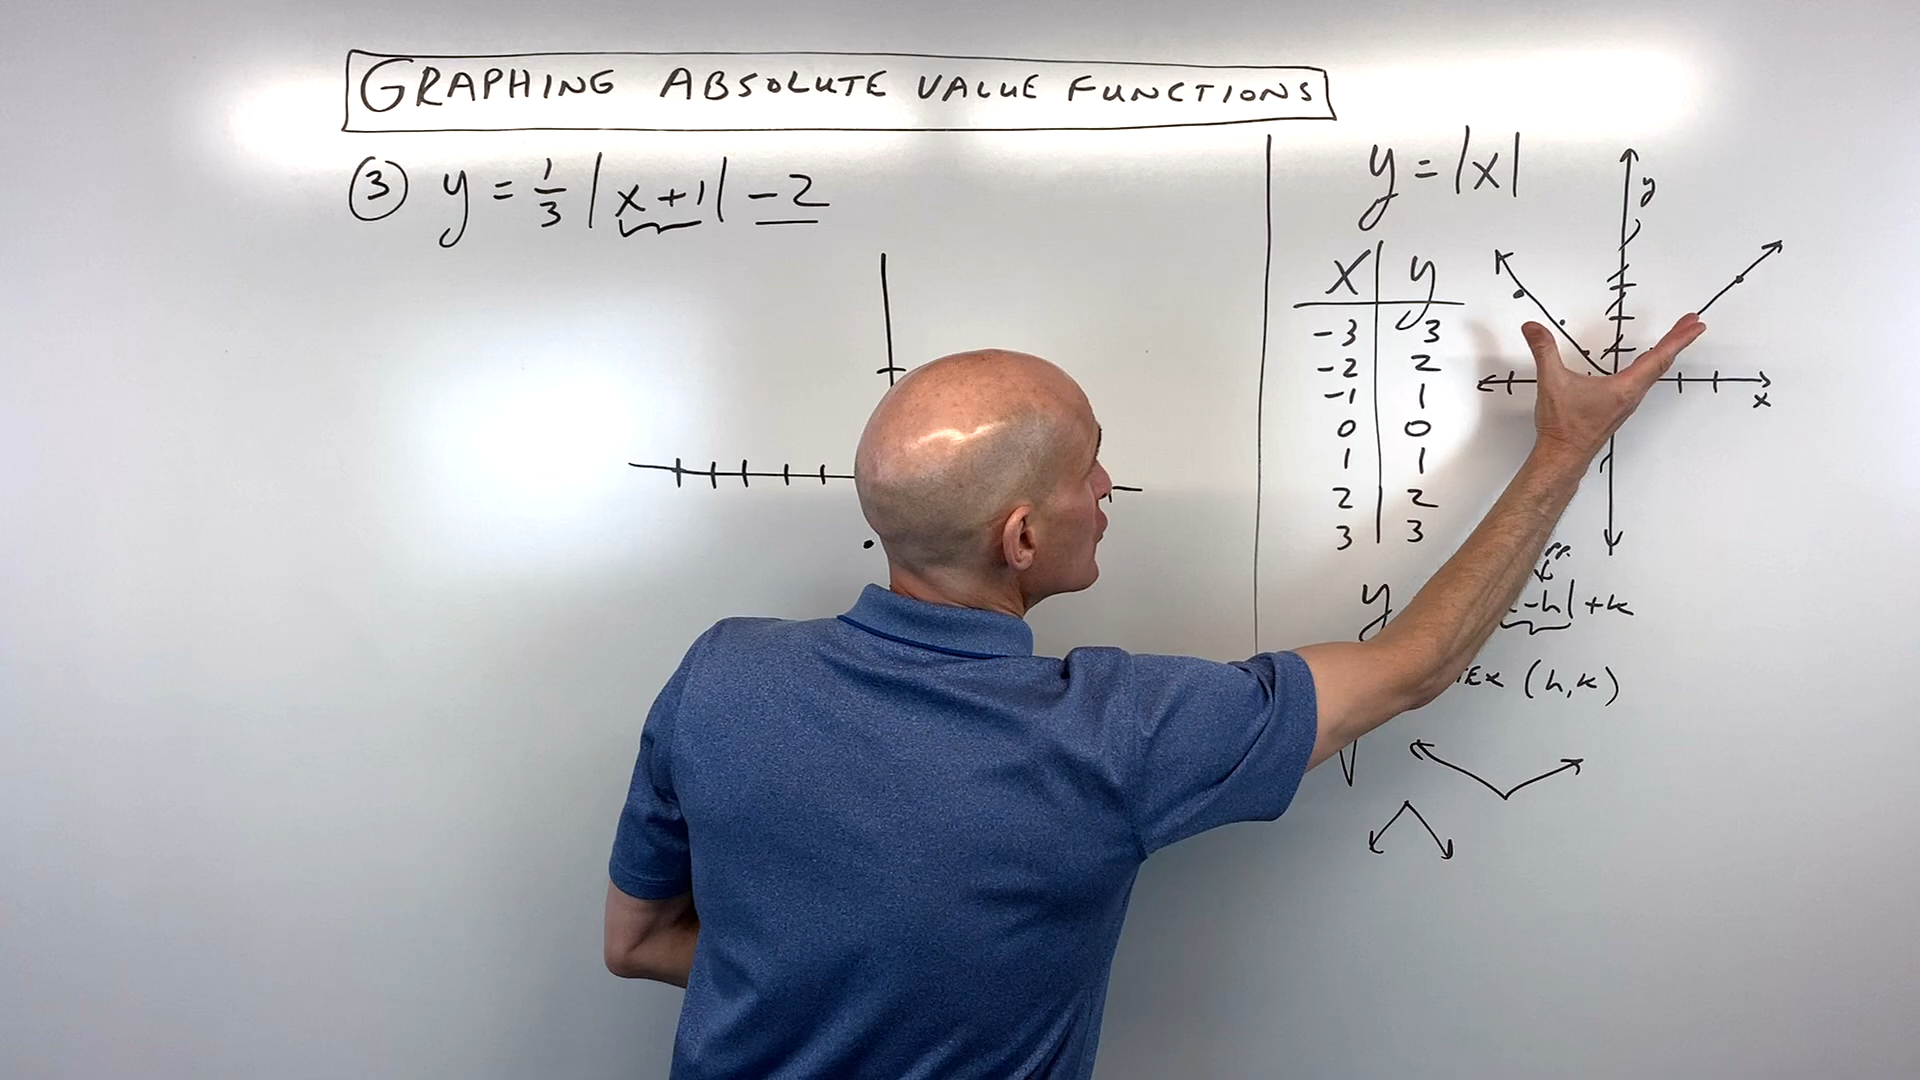 GRAPHING ABSOLUTE VALUE FUNCTIONS
③ y = 1/3 |x+1| -2
y = |x|
y
x
x | y
-3 | 3
-2 | 2
-1 | 1
0 | 0
1 | 1
2 | 2
3 | 3
y -h|+k
(h,k)